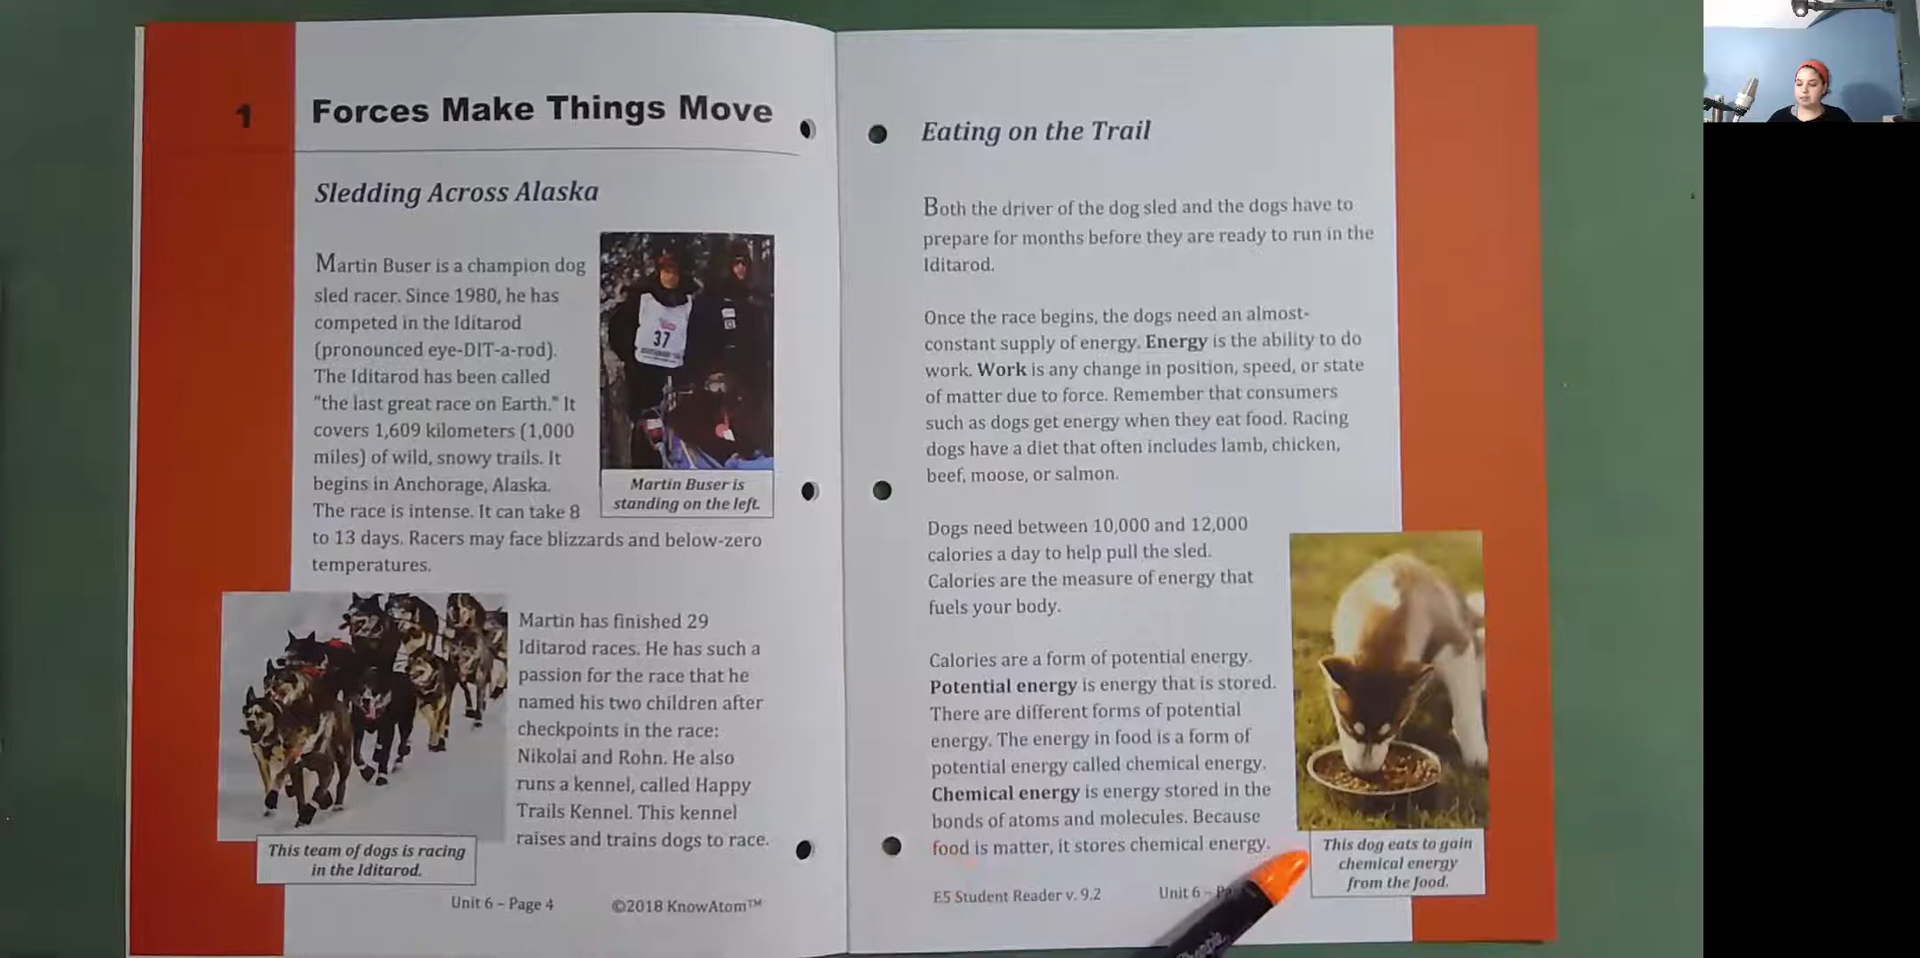 1
Forces Make Things Move
Sledding Across Alaska
Martin Buser is a champion dog
sled racer. Since 1980, he has
competed in the Iditarod
(pronounced eye-DIT-a-rod).
The Iditarod has been called
"the last great race on Earth." It
covers 1,609 kilometers (1,000
miles) of wild, snowy trails. It
begins in Anchorage, Alaska.
The race is intense. It can take 8
to 13 days. Racers may face blizzards and below-zero
temperatures.
37
Martin Buser is
standing on the left.
Martin has finished 29
Iditarod races. He has such a
passion for the race that he
named his two children after
checkpoints in the race:
Nikolai and Rohn. He also
runs a kennel, called Happy
Trails Kennel. This kennel
raises and trains dogs to race.
This team of dogs is racing
in the Iditarod.
Unit 6 – Page 4
©2018 KnowAtom™
Eating on the Trail
Both the driver of the dog sled and the dogs have to
prepare for months before they are ready to run in the
Iditarod.
Once the race begins, the dogs need an almost-
constant supply of energy. Energy is the ability to do
work. Work is any change in position, speed, or state
of matter due to force. Remember that consumers
such as dogs get energy when they eat food. Racing
dogs have a diet that often includes lamb, chicken,
beef, moose, or salmon.
Dogs need between 10,000 and 12,000
calories a day to help pull the sled.
Calories are the measure of energy that
fuels your body.
Calories are a form of potential energy.
Potential energy is energy that is stored.
There are different forms of potential
energy. The energy in food is a form of
potential energy called chemical energy.
Chemical energy is energy stored in the
bonds of atoms and molecules. Because
food is matter, it stores chemical energy.
This dog eats to gain
chemical energy
from the food.
E5 Student Reader v. 9.2
Unit 6 –
Sharpie